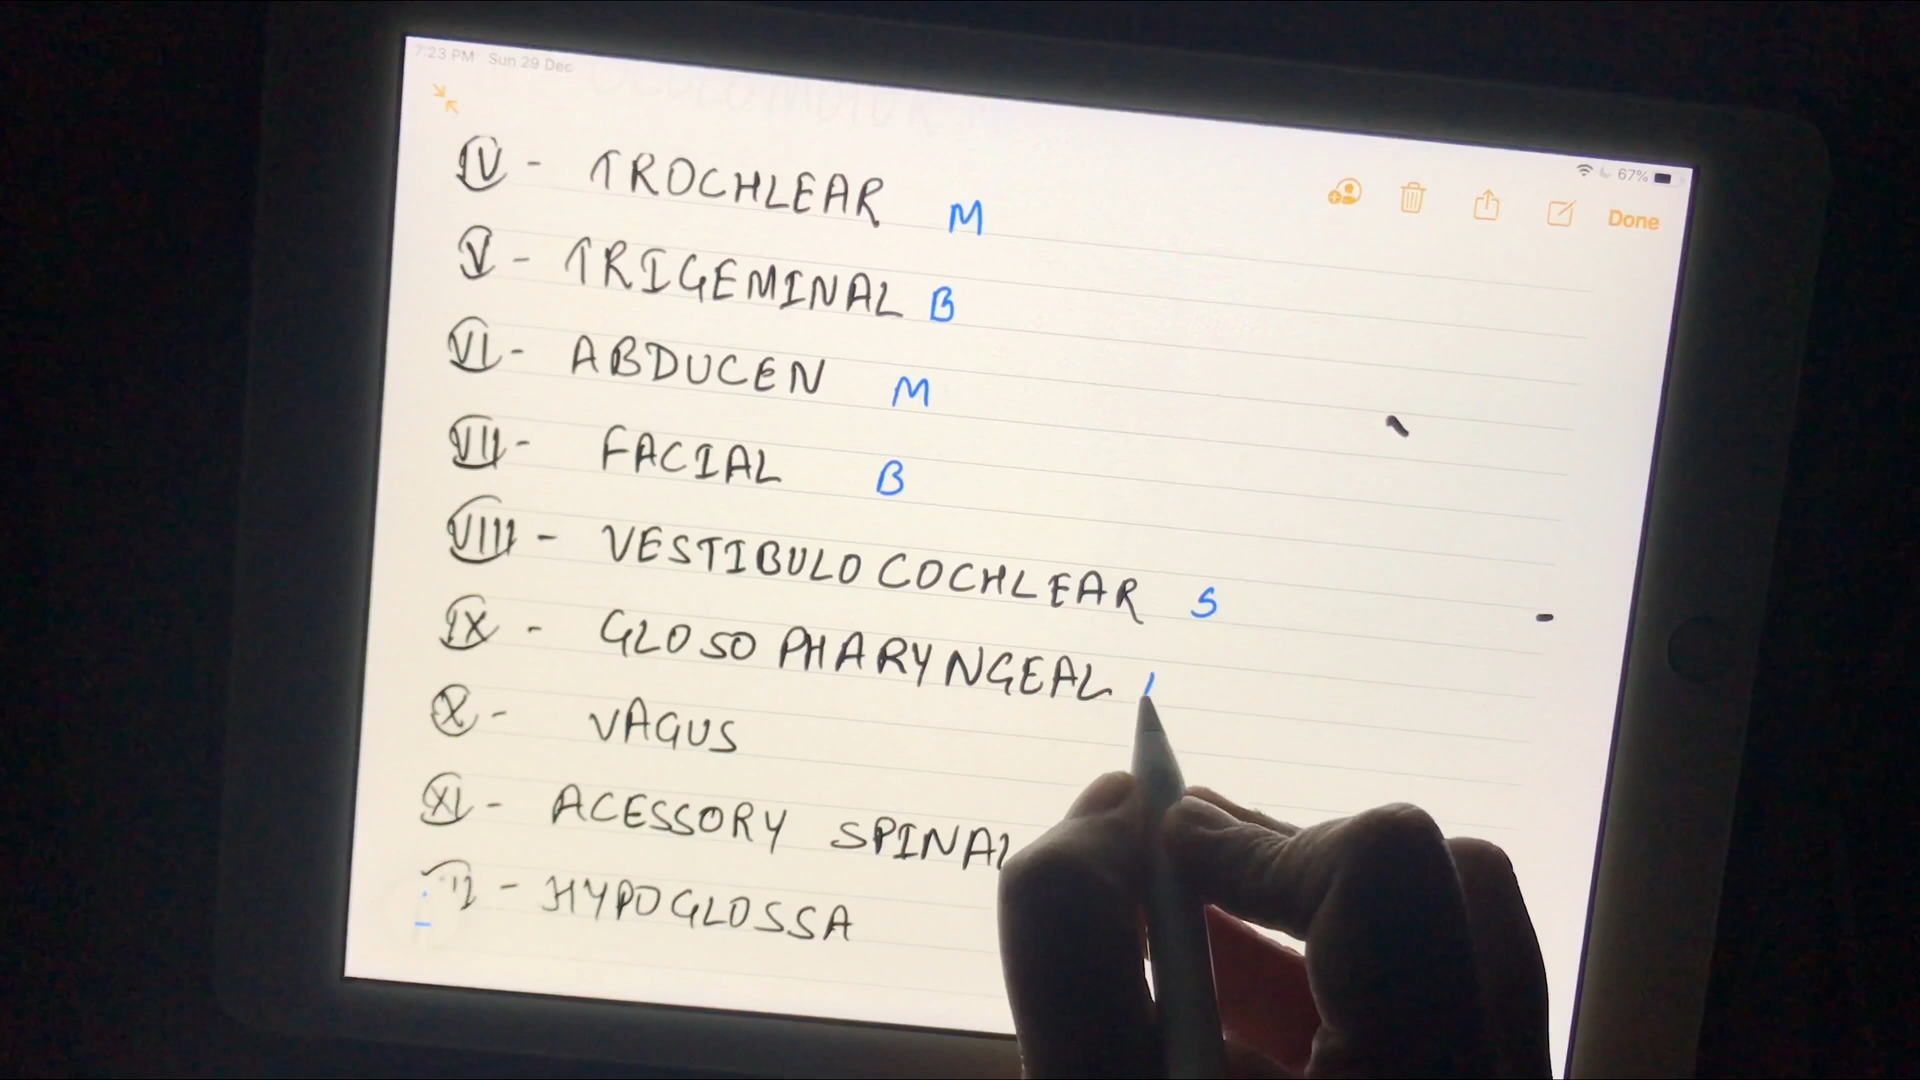 7:23 PM Sun 29 Dec
OCULOMOTOR M
67%
Done
IV - TROCHLEAR M
V - TRIGEMINAL B
VI - ABDUCEN M
VII - FACIAL B
VIII - VESTIBULO COCHLEAR S
IX - GLOSO PHARYNGEAL
X - VAGUS
XI - ACESSORY SPINAL
- HYPOGLOSSA